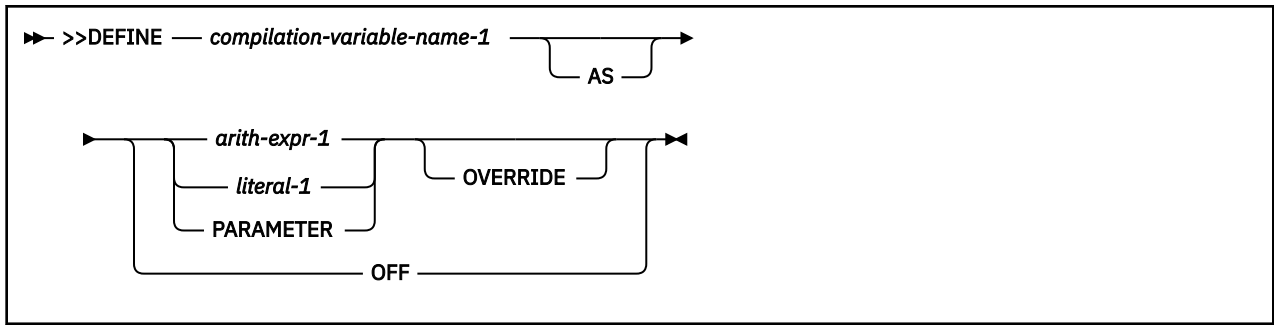 >>DEFINE compilation-variable-name-1
AS
arith-expr-1
literal-1
OVERRIDE
PARAMETER
OFF